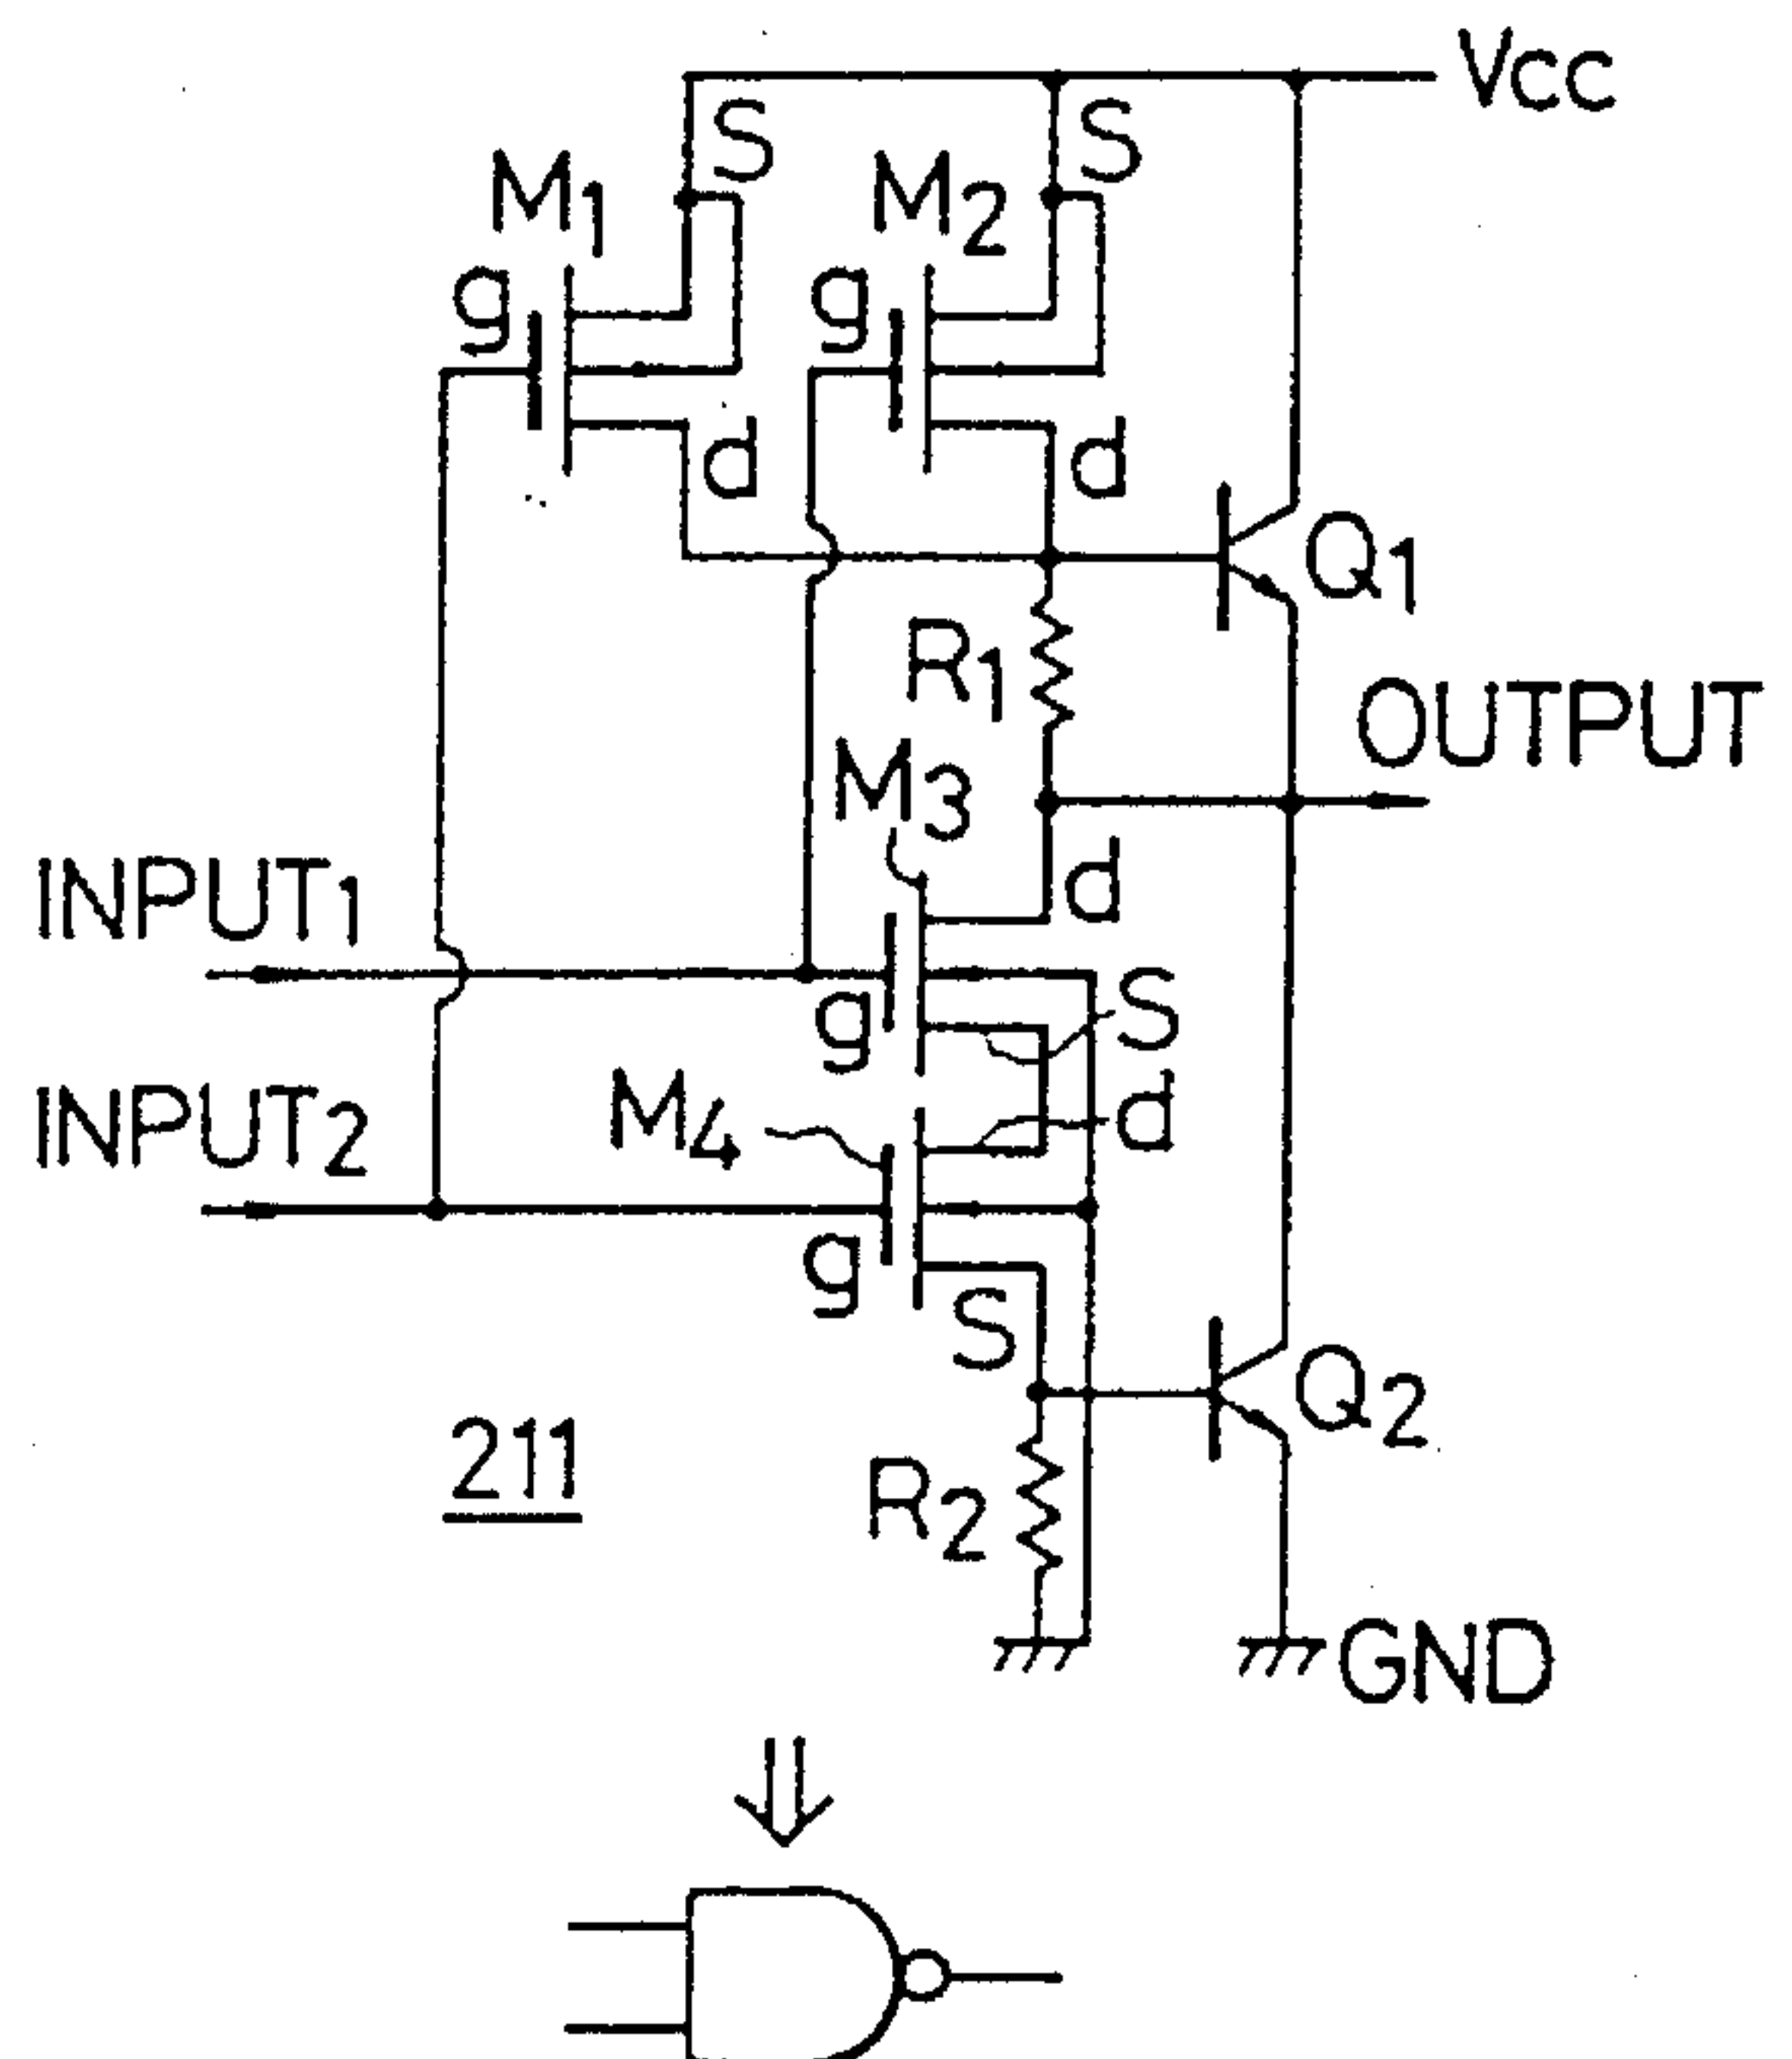 Vcc
S
S
M1
M2
g
g
d
d
Q1
R1
OUTPUT
M3
INPUT1
d
g
S
INPUT2
M4
d
g
S
Q2
211
R2
GND